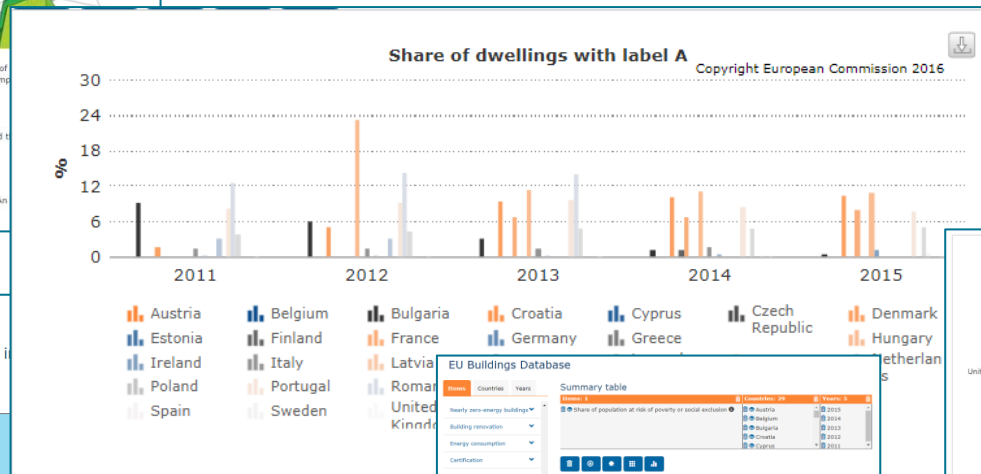 Share of dwellings with label A
Copyright European Commission 2016
30
24
18
12
6
0
%
2011 2012 2013 2014 2015
Austria Belgium Bulgaria Croatia Cyprus Czech Republic Denmark
Estonia Finland France Germany Greece Hungary
Ireland Italy Latvia
Poland Portugal
Spain Sweden United
EU Buildings Database
Items Countries Years
Nearly zero-energy buildings
Building renovation
Energy consumption
Certification
Summary table
Items: 1 Countries: 29 Years: 5
Share of population at risk of poverty or social exclusion
Austria 2015
Belgium 2014
Bulgaria 2013
Croatia 2012
Cyprus 2011